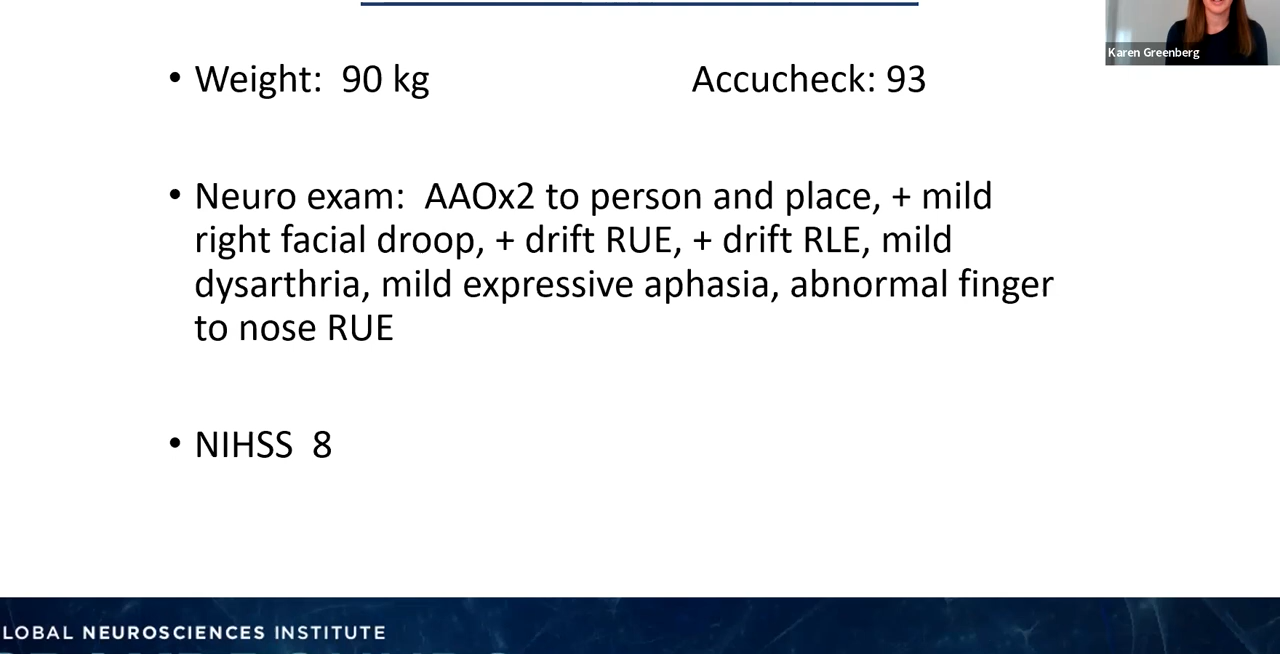 Karen Greenberg
• Weight: 90 kg Accucheck: 93
• Neuro exam: AAOx2 to person and place, + mild
right facial droop, + drift RUE, + drift RLE, mild
dysarthria, mild expressive aphasia, abnormal finger
to nose RUE
• NIHSS 8
LOBAL NEUROSCIENCES INSTITUTE